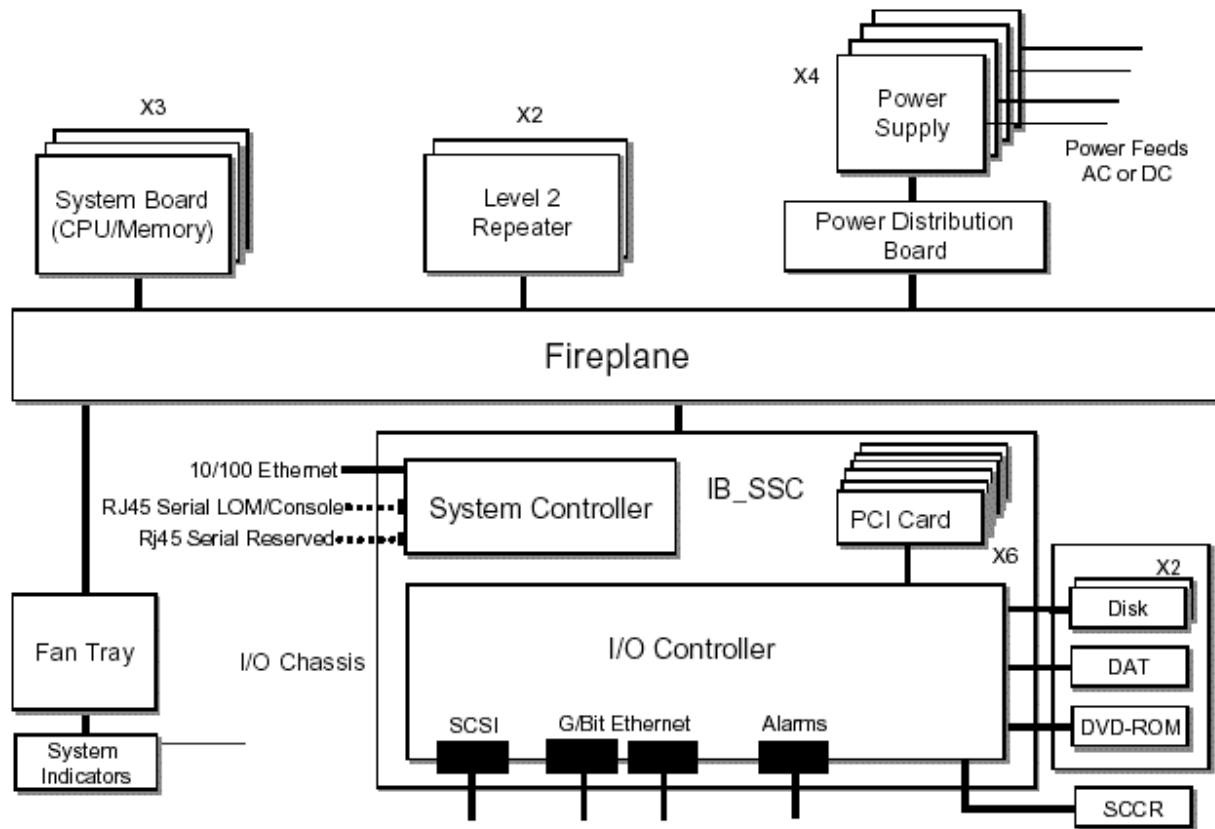 X3
System Board
(CPU/Memory)
X2
Level 2
Repeater
X4
Power
Supply
Power Feeds
AC or DC
Power Distribution
Board
Fireplane
10/100 Ethernet
RJ45 Serial LOM/Console
Rj45 Serial Reserved
System Controller
IB_SSC
PCI Card
X6
X2
Disk
DAT
DVD-ROM
SCCR
Fan Tray
System
Indicators
I/O Chassis
I/O Controller
SCSI
G/Bit Ethernet
Alarms